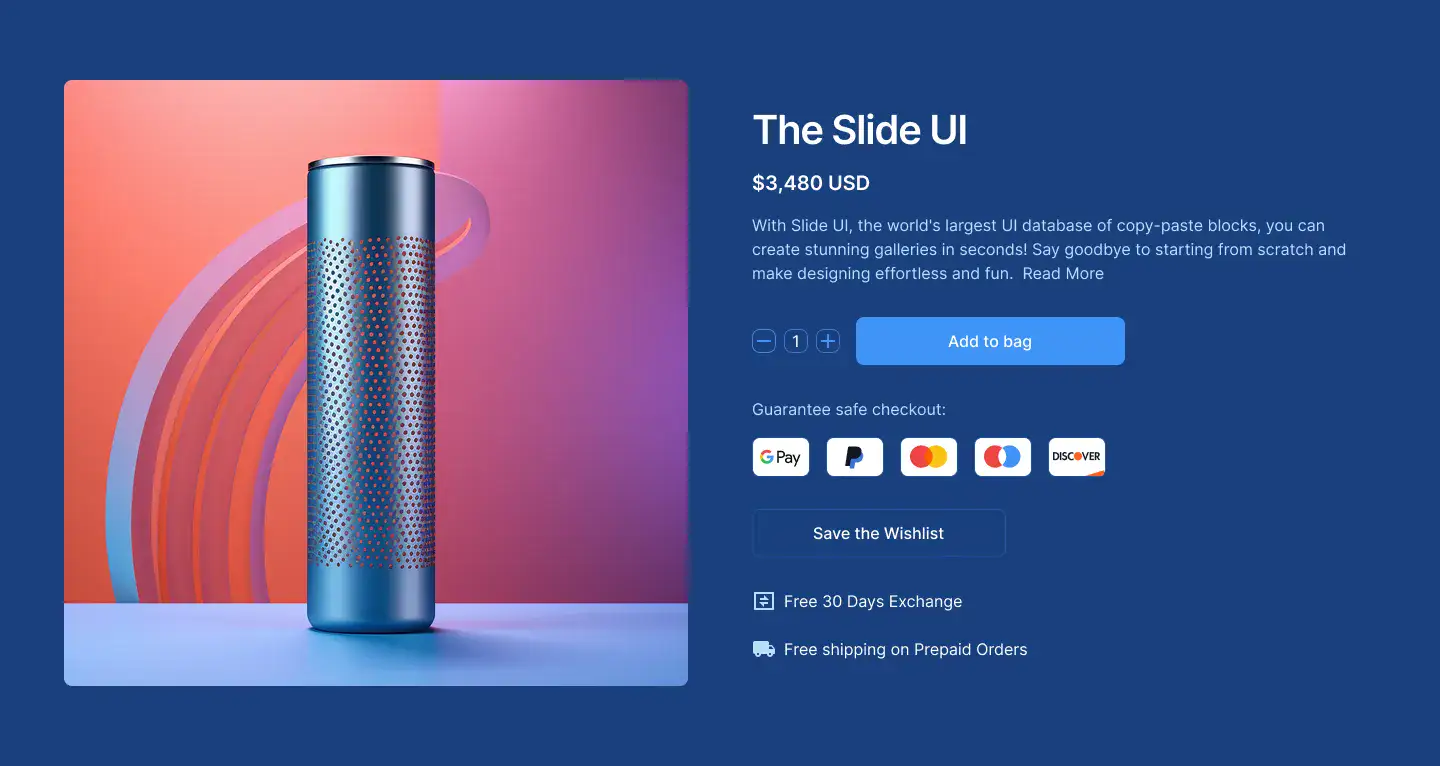 The Slide UI
$3,480 USD
With Slide UI, the world's largest UI database of copy-paste blocks, you can
create stunning galleries in seconds! Say goodbye to starting from scratch and
make designing effortless and fun. Read More
1
Add to bag
Guarantee safe checkout:
G Pay
DISCOVER
Save the Wishlist
Free 30 Days Exchange
Free shipping on Prepaid Orders